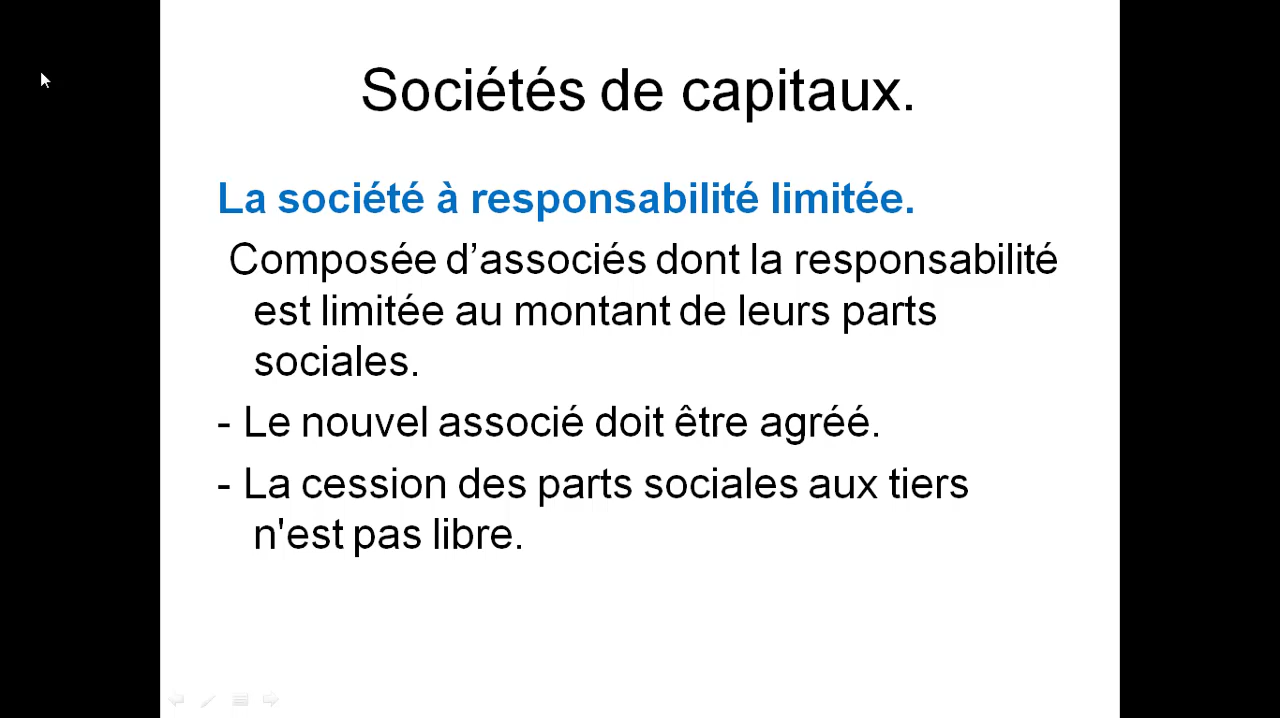 Sociétés de capitaux.
La société à responsabilité limitée.
Composée d’associés dont la responsabilité
est limitée au montant de leurs parts
sociales.
- Le nouvel associé doit être agréé.
- La cession des parts sociales aux tiers
n'est pas libre.